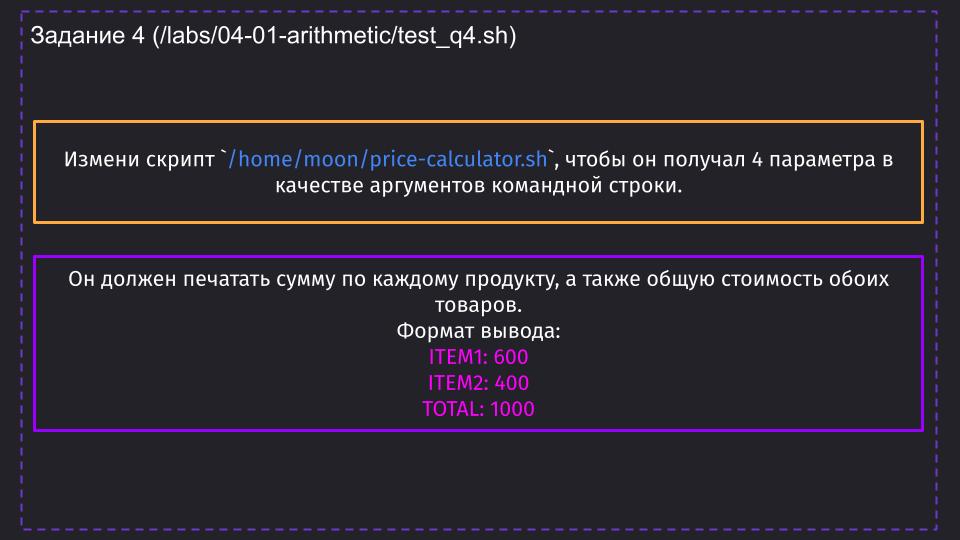 Задание 4 (/labs/04-01-arithmetic/test_q4.sh)
Измени скрипт `/home/moon/price-calculator.sh`, чтобы он получал 4 параметра в
качестве аргументов командной строки.
Он должен печатать сумму по каждому продукту, а также общую стоимость обоих
товаров.
Формат вывода:
ITEM1: 600
ITEM2: 400
TOTAL: 1000